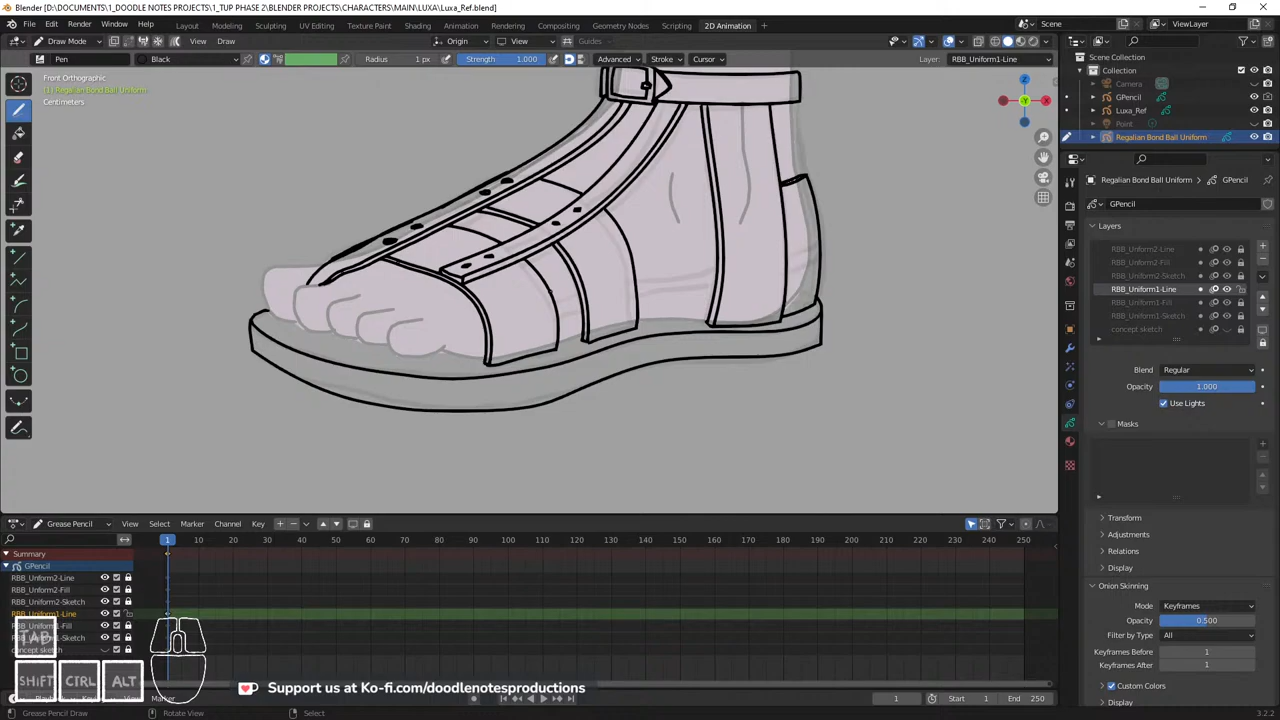 Blender [D:\DOCUMENTS\1_DOODLE NOTES PROJECTS\1_TUP PHASE 2\BLENDER PROJECTS\CHARACTERS\MAIN\LUXA\Luxa_Ref.blend]
File Edit Render Window Help Layout Modeling Sculpting UV Editing Texture Paint Shading Animation Rendering Compositing Geometry Nodes Scripting 2D Animation + Scene ViewLayer
Draw Mode View Draw Origin View Guides
Pen Black Radius 1 px Strength 1.000 Advanced Stroke Cursor Layer: RBB_Uniform1-Line
Front Orthographic
(1) Regalian Bond Ball Uniform
Centimeters
Z
X
-Y
Scene Collection
Collection
Camera
GPencil
Luxa_Ref
Point
Regalian Bond Ball Uniform
Regalian Bond Ball Uniform GPencil
GPencil
Layers
RBB_Uniform2-Line
RBB_Uniform2-Fill
RBB_Uniform2-Sketch
RBB_Uniform1-Line
RBB_Uniform1-Fill
RBB_Uniform1-Sketch
concept sketch
Blend Regular
Opacity 1.000
Use Lights
Masks
Transform
Adjustments
Relations
Display
Onion Skinning
Mode Keyframes
Opacity 0.500
Filter by Type All
Keyframes Before 1
Keyframes After 1
Custom Colors
Display
Grease Pencil View Select Marker Channel Key
1 10 20 30 40 50 60 70 80 90 100 110 120 130 140 150 160 170 180 190 200 210 220 230 240 250
Summary
GPencil
RBB_Uniform2-Line
RBB_Uniform2-Fill
RBB_Uniform2-Sketch
RBB_Uniform1-Line
concept sketch
TAB
SHIFT CTRL ALT
Support us at Ko-fi.com/doodlenotesproductions
Marker
1 Start 1 End 250
Grease Pencil Draw Rotate View Select 3.2.2